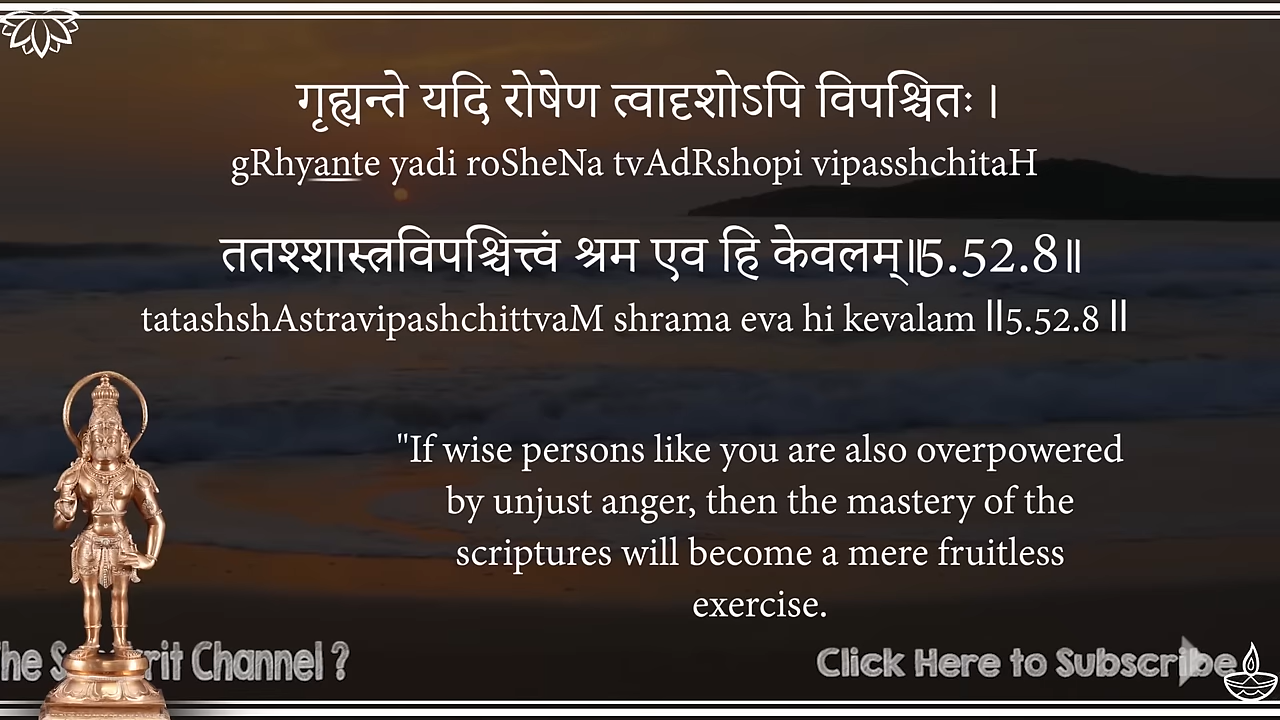 गृह्यन्ते यदि रोषेण त्वादृशोऽपि विपश्चितः ।
gRhyante yadi roSheNa tvAdRshopi vipasshchitaH
ततश्शास्त्रविपश्चित्त्वं श्रम एव हि केवलम्॥5.52.8॥
tatashshAstravipashchittvaM shrama eva hi kevalam ॥5.52.8 ॥
"If wise persons like you are also overpowered
by unjust anger, then the mastery of the
scriptures will become a mere fruitless
exercise.
Channel ?
Click Here to Subscribe